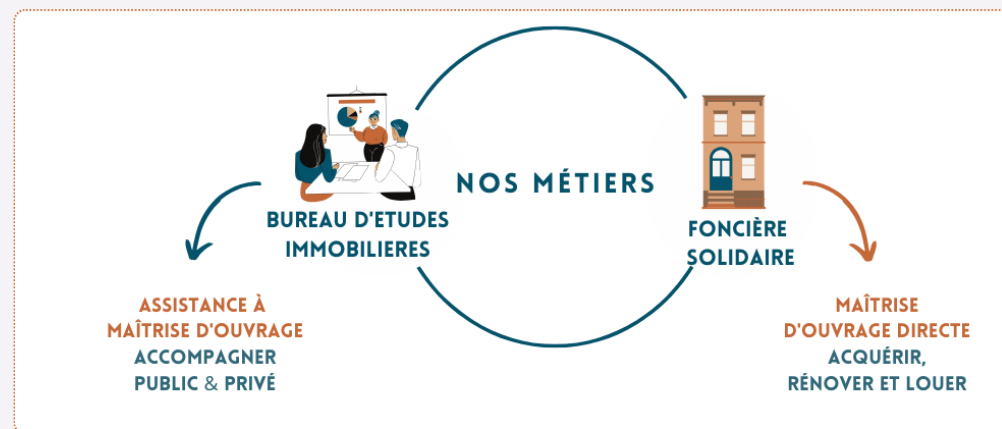 NOS MÉTIERS
BUREAU D'ETUDES
IMMOBILIERES
ASSISTANCE À
MAÎTRISE D'OUVRAGE
ACCOMPAGNER
PUBLIC & PRIVÉ
FONCIÈRE
SOLIDAIRE
MAÎTRISE
D'OUVRAGE DIRECTE
ACQUÉRIR,
RÉNOVER ET LOUER